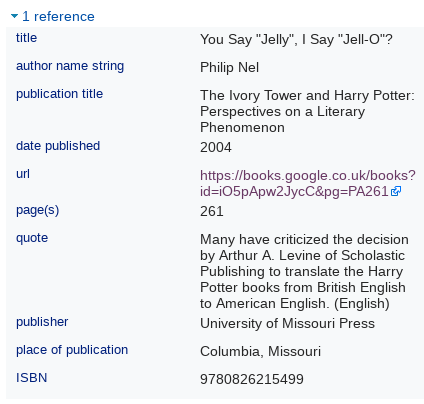 1 reference
title You Say "Jelly", I Say "Jell-O"?
author name string Philip Nel
publication title The Ivory Tower and Harry Potter:
Perspectives on a Literary
Phenomenon
date published 2004
url https://books.google.co.uk/books?
id=iO5pApw2JycC&pg=PA261
page(s) 261
quote Many have criticized the decision
by Arthur A. Levine of Scholastic
Publishing to translate the Harry
Potter books from British English
to American English. (English)
publisher University of Missouri Press
place of publication Columbia, Missouri
ISBN 9780826215499